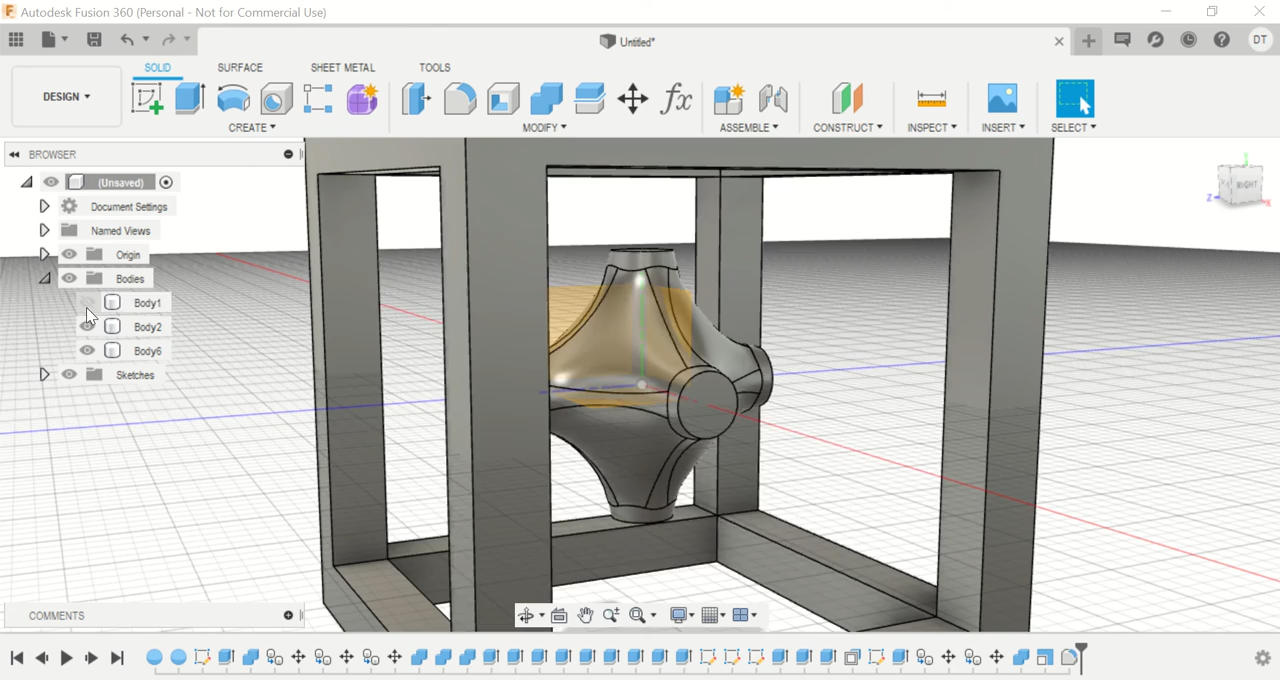 Autodesk Fusion 360 (Personal - Not for Commercial Use)
Untitled*
DT
DESIGN
SOLID SURFACE SHEET METAL TOOLS
fx
CREATE MODIFY ASSEMBLE CONSTRUCT INSPECT INSERT SELECT
BROWSER
(Unsaved)
Document Settings
Named Views
Origin
Bodies
Body1
Body2
Body6
Sketches
RIGHT
Z
X
COMMENTS